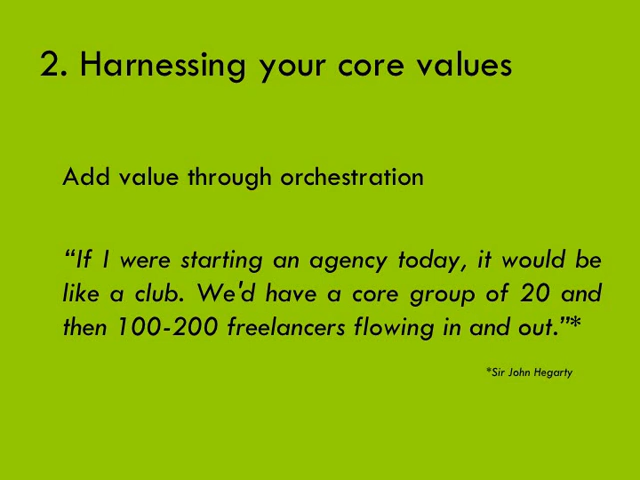 2. Harnessing your core values
Add value through orchestration
“If I were starting an agency today, it would be
like a club. We'd have a core group of 20 and
then 100-200 freelancers flowing in and out.”*
*Sir John Hegarty